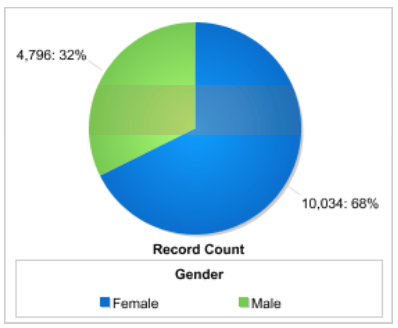 4,796: 32%
10,034: 68%
Record Count
Gender
Female
Male